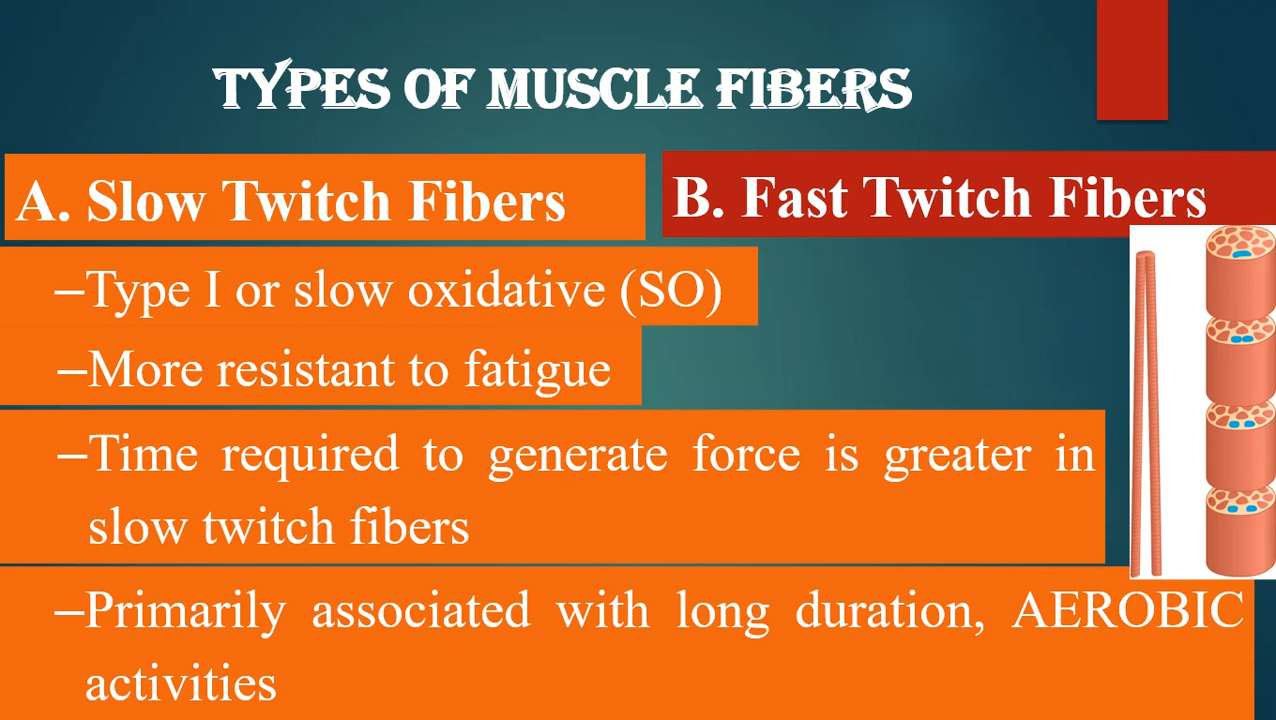 TYPES OF MUSCLE FIBERS
A. Slow Twitch Fibers
B. Fast Twitch Fibers
–Type I or slow oxidative (SO)
–More resistant to fatigue
–Time required to generate force is greater in
slow twitch fibers
–Primarily associated with long duration, AEROBIC
activities